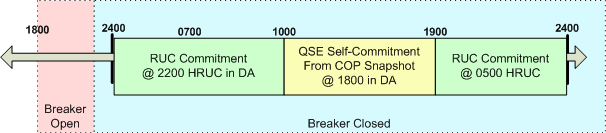 1800
2400
0700
1000
1900
2400
RUC Commitment
@ 2200 HRUC in DA
QSE Self-Commitment
From COP Snapshot
@ 1800 in DA
RUC Commitment
@ 0500 HRUC
Breaker
Open
Breaker Closed